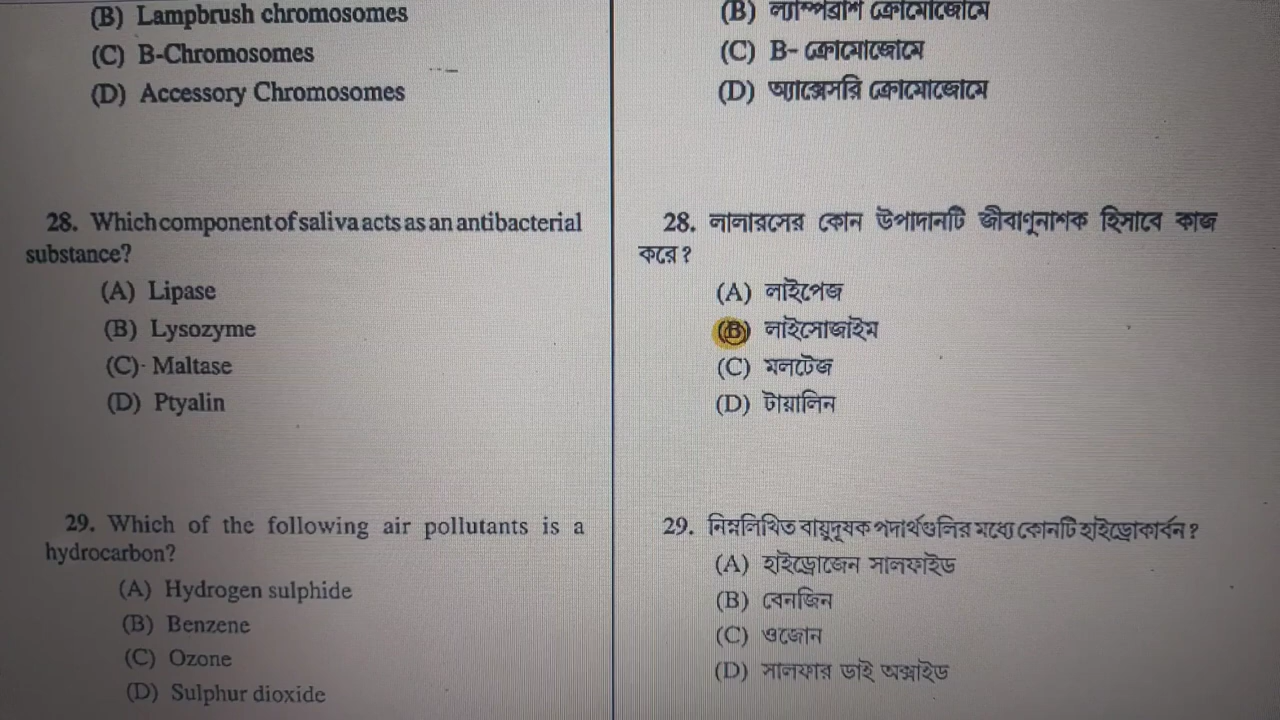 (B) Lampbrush chromosomes
(C) B-Chromosomes
(D) Accessory Chromosomes
28. Which component of saliva acts as an antibacterial
substance?
(A) Lipase
(B) Lysozyme
(C) Maltase
(D) Ptyalin
29. Which of the following air pollutants is a
hydrocarbon?
(A) Hydrogen sulphide
(B) Benzene
(C) Ozone
(D) Sulphur dioxide
(B) ল্যাম্পব্রাশ ক্রোমোজোমে
(C) B- ক্রোমোজোমে
(D) অ্যাক্সেসরি ক্রোমোজোমে
28. লালারসের কোন উপাদানটি জীবাণুনাশক হিসাবে কাজ
করে?
(A) লাইপেজ
(B) লাইসোজাইম
(C) মলটেজ
(D) টায়ালিন
29. নিম্নলিখিত বায়ুদূষক পদার্থগুলির মধ্যে কোনটি হাইড্রোকার্বন?
(A) হাইড্রোজেন সালফাইড
(B) বেনজিন
(C) ওজোন
(D) সালফার ডাই অক্সাইড